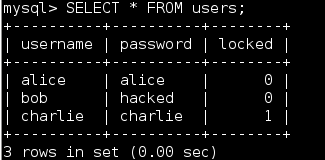 mysql> SELECT * FROM users;
+----------+----------+--------+
| username | password | locked |
+----------+----------+--------+
| alice    | alice    |      0 |
| bob      | hacked   |      0 |
| charlie  | charlie  |      1 |
+----------+----------+--------+
3 rows in set (0.00 sec)